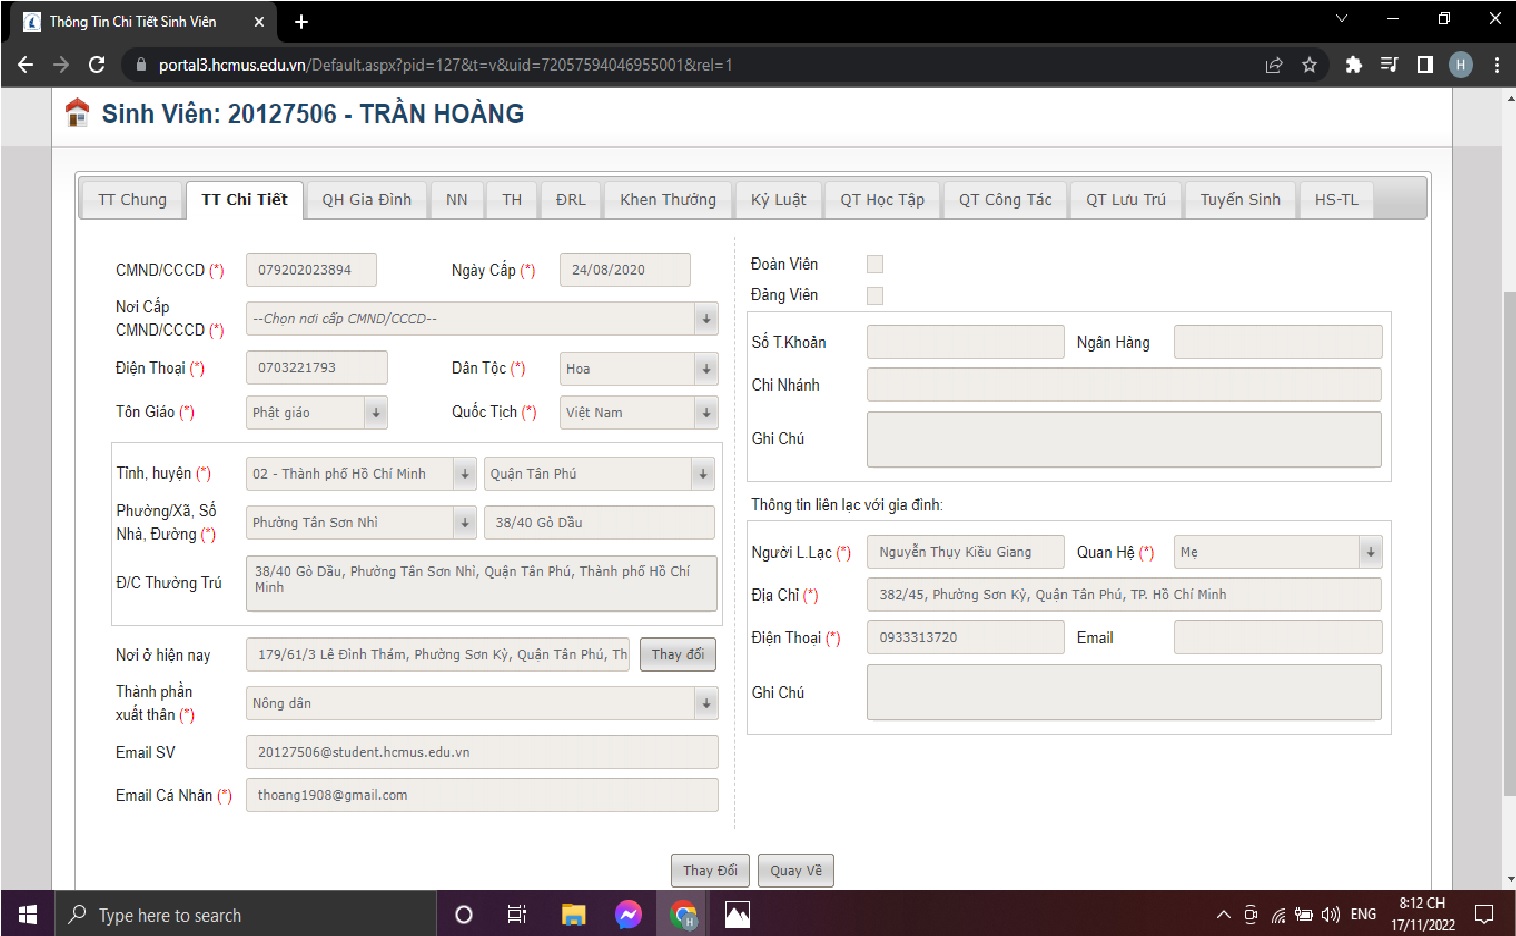 Thông Tin Chi Tiết Sinh Viên
portal3.hcmus.edu.vn/Default.aspx?pid=127&t=v&uid=72057594046955001&rel=1
H
Sinh Viên: 20127506 - TRẦN HOÀNG
TT Chung TT Chi Tiết QH Gia Đình NN TH ĐRL Khen Thưởng Kỷ Luật QT Học Tập QT Công Tác QT Lưu Trú Tuyển Sinh HS-TL
CMND/CCCD (*) 079202023894 Ngày Cấp (*) 24/08/2020
Nơi Cấp
CMND/CCCD (*) --Chọn nơi cấp CMND/CCCD--
Điện Thoại (*) 0703221793 Dân Tộc (*) Hoa
Tôn Giáo (*) Phật giáo Quốc Tịch (*) Việt Nam
Tỉnh, huyện (*) 02 - Thành phố Hồ Chí Minh Quận Tân Phú
Phường/Xã, Số
Nhà, Đường (*) Phường Tân Sơn Nhì 38/40 Gò Dầu
Đ/C Thường Trú 38/40 Gò Dầu, Phường Tân Sơn Nhì, Quận Tân Phú, Thành phố Hồ Chí
Minh
Nơi ở hiện nay 179/61/3 Lê Đình Thám, Phường Sơn Kỳ, Quận Tân Phú, Th Thay đổi
Thành phần
xuất thân (*) Nông dân
Email SV 20127506@student.hcmus.edu.vn
Email Cá Nhân (*) thoang1908@gmail.com
Đoàn Viên
Đảng Viên
Số T.Khoản Ngân Hàng
Chi Nhánh
Ghi Chú
Thông tin liên lạc với gia đình:
Người L.Lạc (*) Nguyễn Thụy Kiều Giang Quan Hệ (*) Mẹ
Địa Chỉ (*) 382/45, Phường Sơn Kỳ, Quận Tân Phú, TP. Hồ Chí Minh
Điện Thoại (*) 0933313720 Email
Ghi Chú
Thay Đổi Quay Về
Type here to search
ENG
8:12 CH
17/11/2022